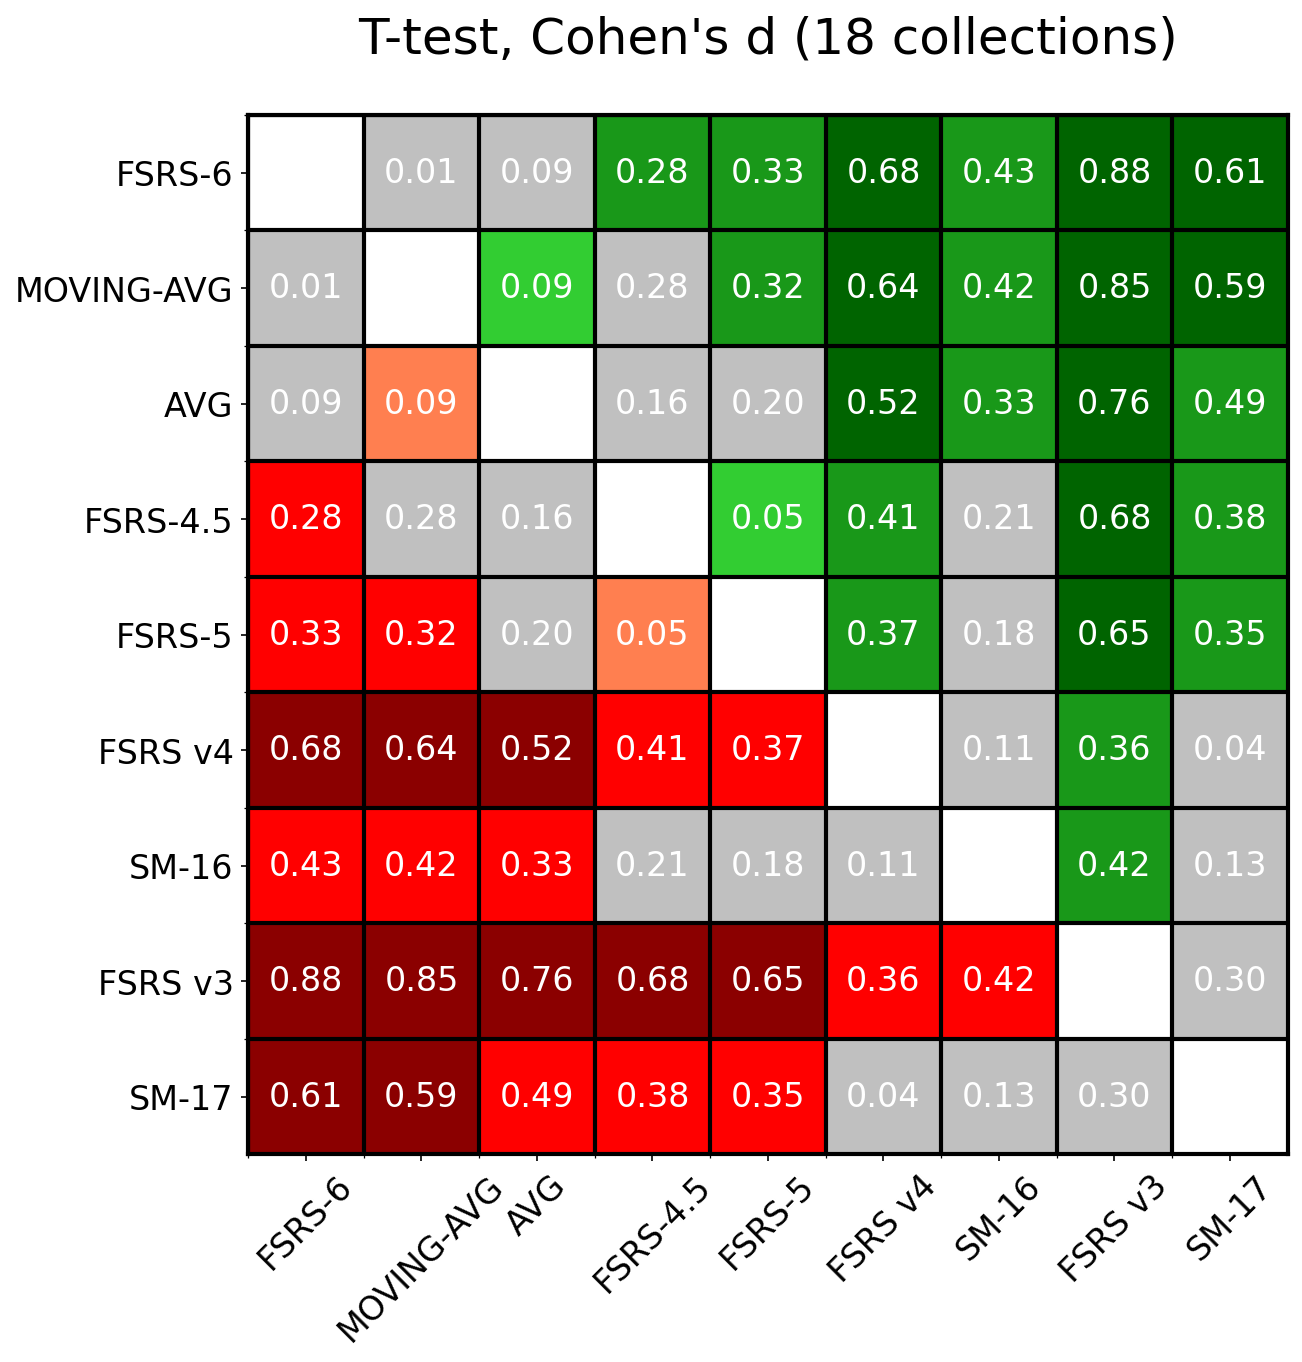 T-test, Cohen's d (18 collections)
FSRS-6 0.01 0.09 0.28 0.33 0.68 0.43 0.88 0.61
MOVING-AVG 0.01 0.09 0.28 0.32 0.64 0.42 0.85 0.59
AVG 0.09 0.09 0.16 0.20 0.52 0.33 0.76 0.49
FSRS-4.5 0.28 0.28 0.16 0.05 0.41 0.21 0.68 0.38
FSRS-5 0.33 0.32 0.20 0.05 0.37 0.18 0.65 0.35
FSRS v4 0.68 0.64 0.52 0.41 0.37 0.11 0.36 0.04
SM-16 0.43 0.42 0.33 0.21 0.18 0.11 0.42 0.13
FSRS v3 0.88 0.85 0.76 0.68 0.65 0.36 0.42 0.30
SM-17 0.61 0.59 0.49 0.38 0.35 0.04 0.13 0.30
FSRS-6 MOVING-AVG AVG FSRS-4.5 FSRS-5 FSRS v4 SM-16 FSRS v3 SM-17